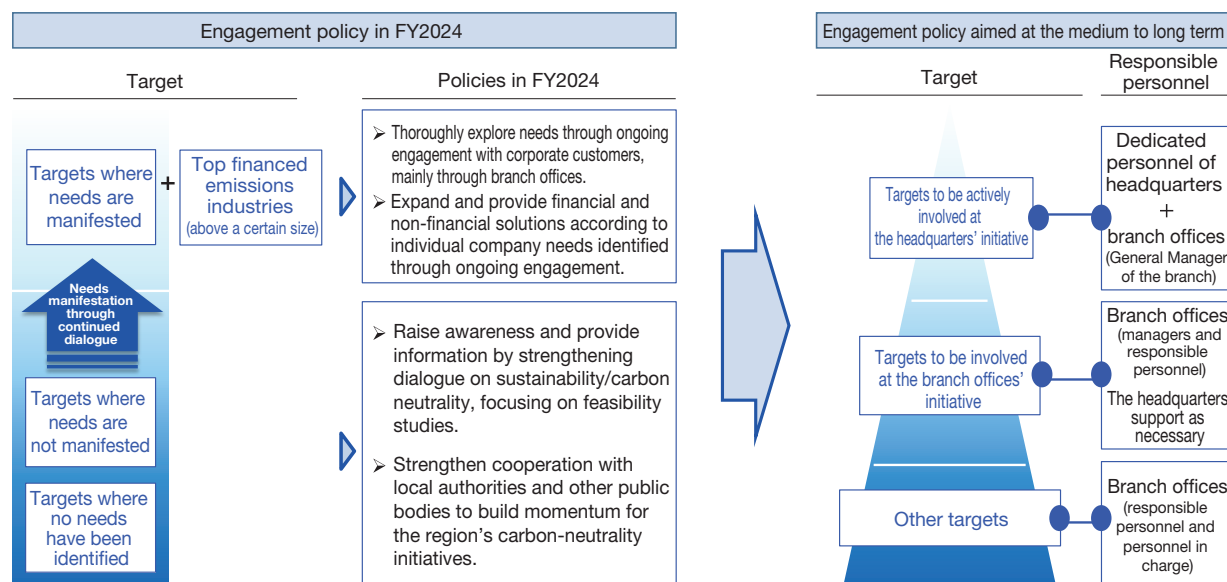 Engagement policy in FY2024
Target
Policies in FY2024
Targets where
needs are
manifested
+
Top financed
emissions
industries
(above a certain size)
➢ Thoroughly explore needs through ongoing
engagement with corporate customers,
mainly through branch offices.
➢ Expand and provide financial and
non-financial solutions according to
individual company needs identified
through ongoing engagement.
Needs
manifestation
through
continued
dialogue
Targets where
needs are
not manifested
Targets where
no needs
have been
identified
➢ Raise awareness and provide
information by strengthening
dialogue on sustainability/carbon
neutrality, focusing on feasibility
studies.
➢ Strengthen cooperation with
local authorities and other public
bodies to build momentum for
the region's carbon-neutrality
initiatives.
Engagement policy aimed at the medium to long term
Target
Responsible
personnel
Targets to be actively
involved at
the headquarters' initiative
Dedicated
personnel of
headquarters
+
branch offices
(General Manager
of the branch)
Targets to be involved
at the branch offices'
initiative
Branch offices
(managers and
responsible
personnel)
The headquarters
support as
necessary
Other targets
Branch offices
(responsible
personnel and
personnel in
charge)